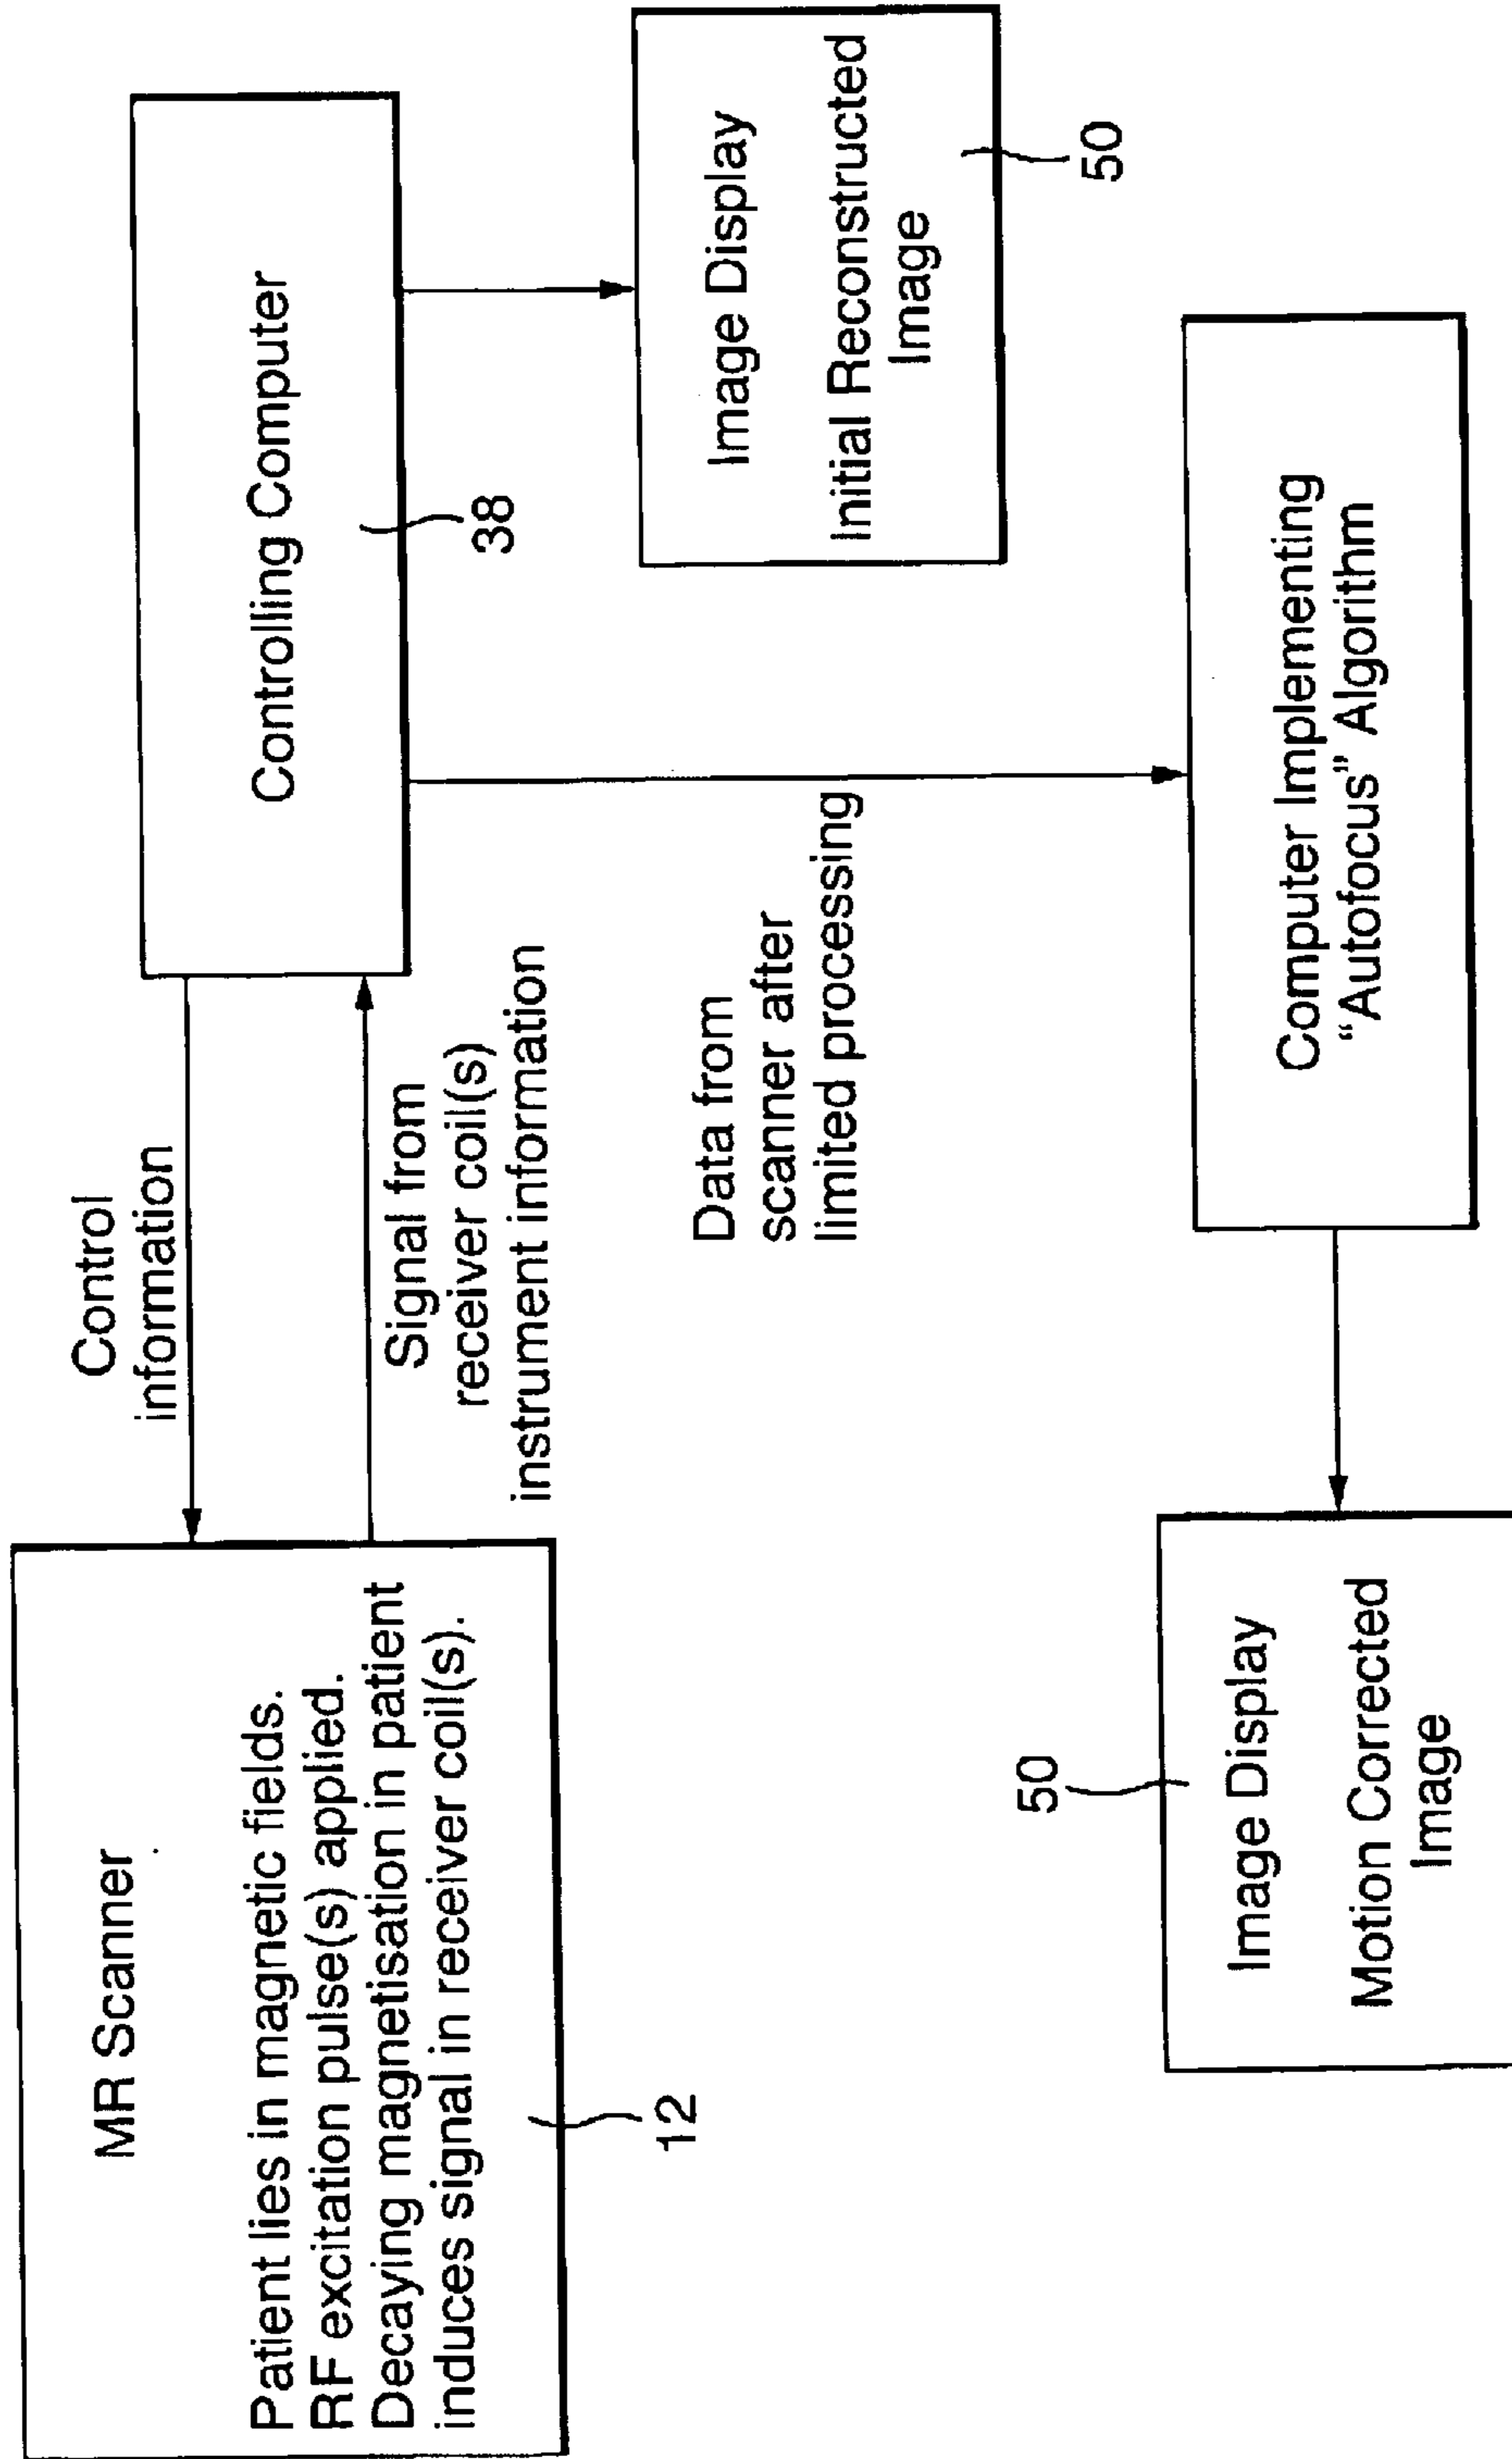 MR Scanner
Patient lies in magnetic fields.
RF excitation pulse(s) applied.
Decaying magnetisation in patient
induces signal in receiver coil(s).
12
Control
information
Signal from
receiver coil(s)
instrument information
Controlling Computer
38
Image Display
Initial Reconstructed
Image
50
Data from
scanner after
limited processing
Computer Implementing
“Autofocus” Algorithm
50
Image Display
Motion Corrected
Image